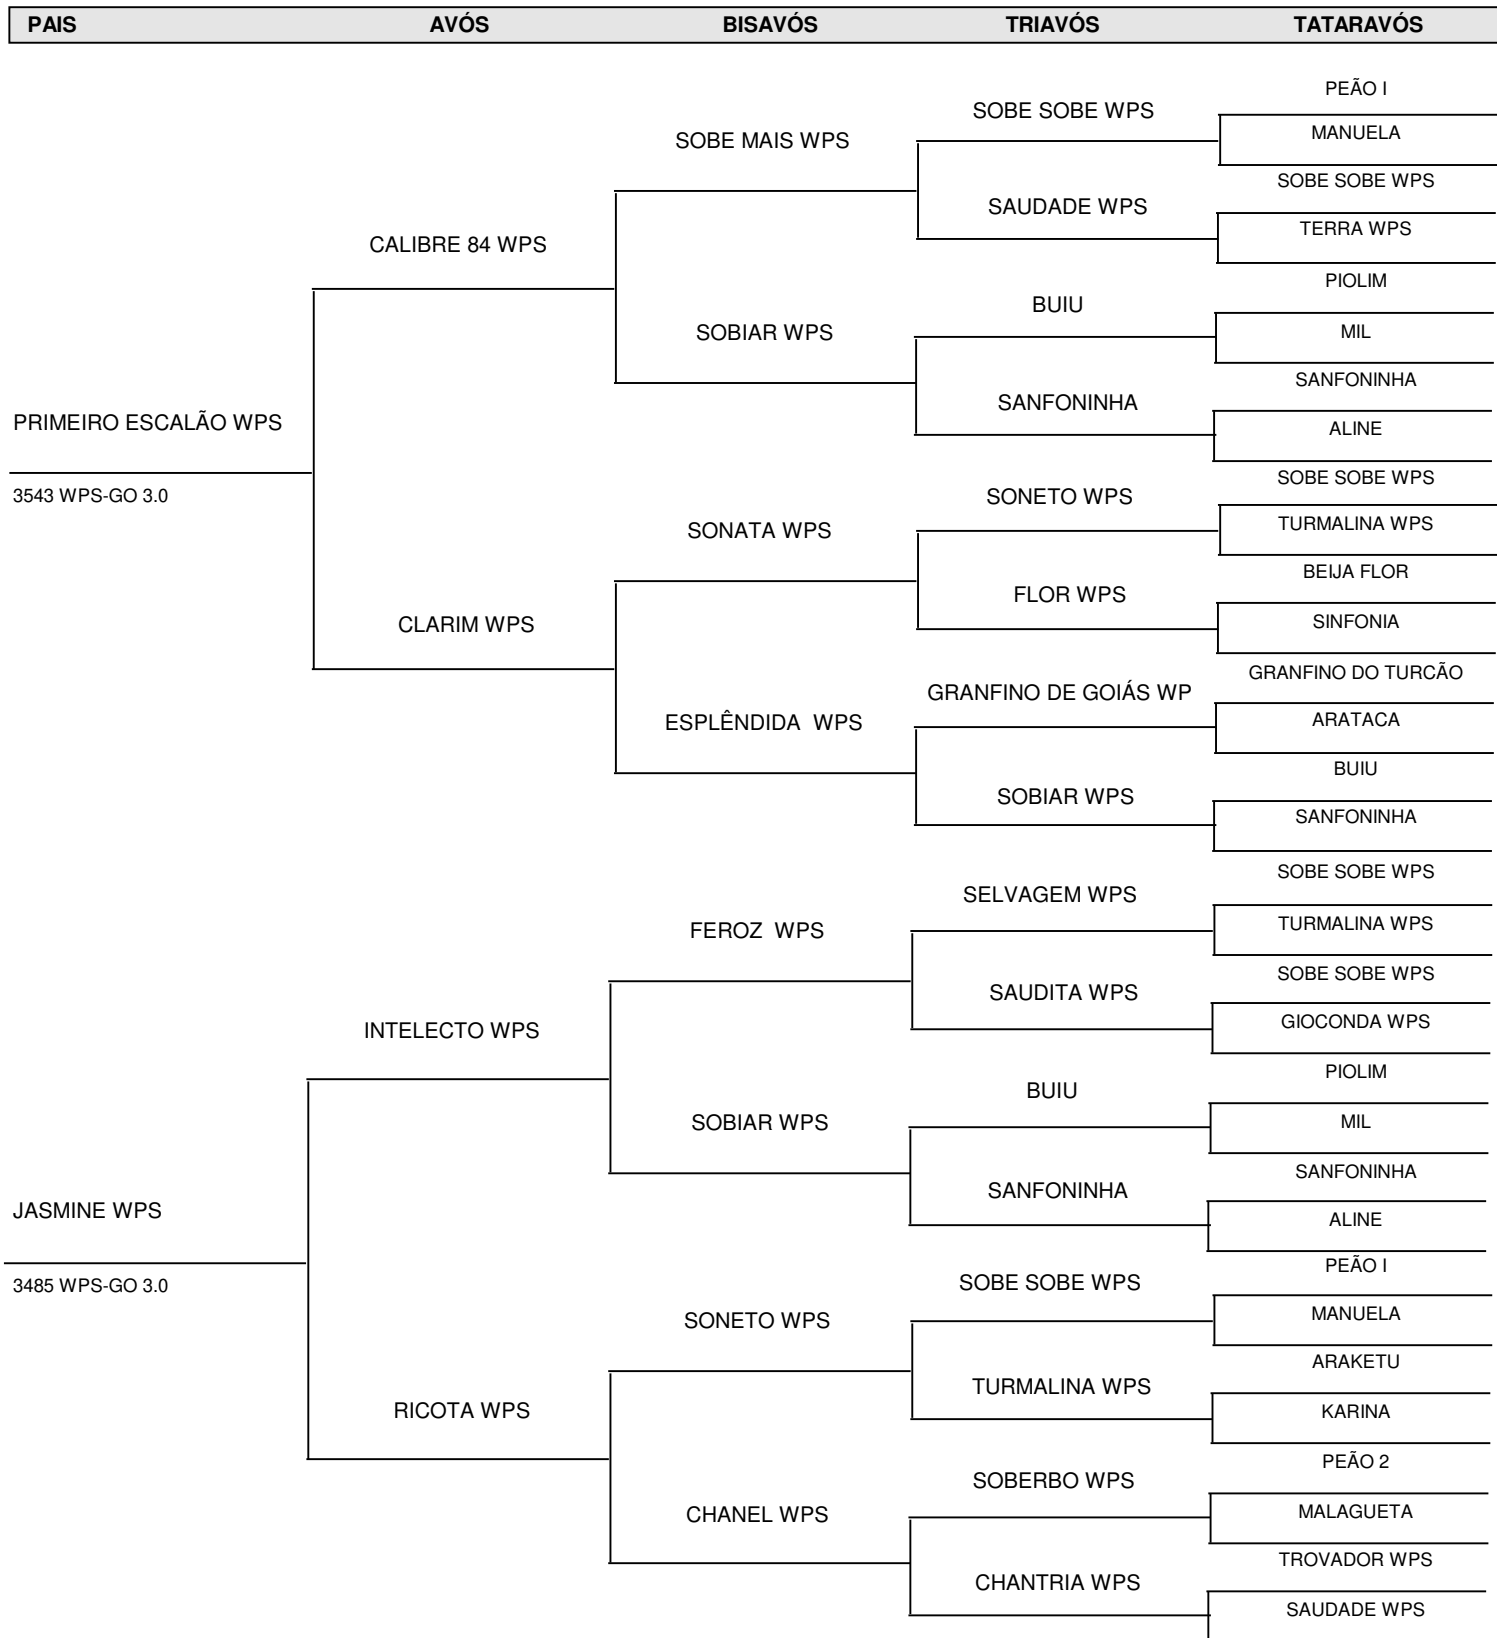 PAIS AVÓS BISAVÓS TRIAVÓS TATARAVÓS
PEÃO I
SOBE SOBE WPS
MANUELA
SOBE MAIS WPS
SOBE SOBE WPS
SAUDADE WPS
TERRA WPS
CALIBRE 84 WPS
PIOLIM
BUIU
MIL
SOBIAR WPS
SANFONINHA
SANFONINHA
ALINE
PRIMEIRO ESCALÃO WPS
3543 WPS-GO 3.0
SOBE SOBE WPS
SONETO WPS
TURMALINA WPS
SONATA WPS
BEIJA FLOR
FLOR WPS
SINFONIA
CLARIM WPS
GRANFINO DO TURCÃO
GRANFINO DE GOIÁS WP
ARATACA
ESPLÊNDIDA WPS
BUIU
SOBIAR WPS
SANFONINHA
SOBE SOBE WPS
SELVAGEM WPS
TURMALINA WPS
FEROZ WPS
SOBE SOBE WPS
SAUDITA WPS
GIOCONDA WPS
INTELECTO WPS
PIOLIM
BUIU
MIL
SOBIAR WPS
SANFONINHA
SANFONINHA
ALINE
JASMINE WPS
3485 WPS-GO 3.0
PEÃO I
SOBE SOBE WPS
MANUELA
SONETO WPS
ARAKETU
TURMALINA WPS
KARINA
RICOTA WPS
PEÃO 2
SOBERBO WPS
MALAGUETA
CHANEL WPS
TROVADOR WPS
CHANTRIA WPS
SAUDADE WPS